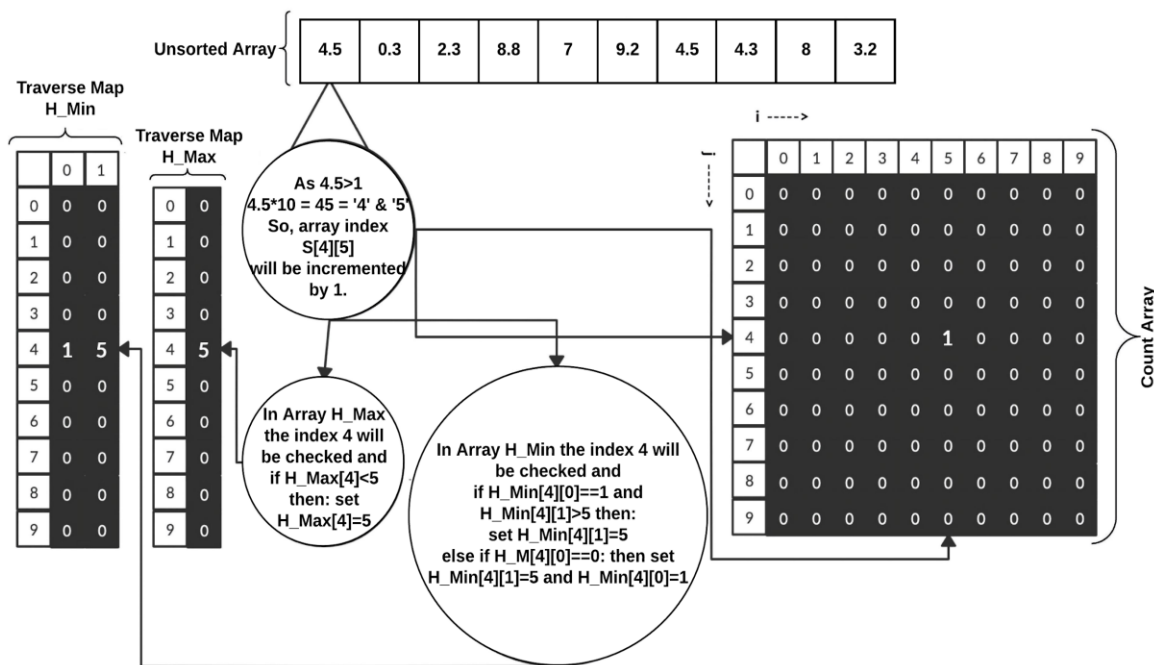 Unsorted Array
4.5 0.3 2.3 8.8 7 9.2 4.5 4.3 8 3.2
Traverse Map
H_Min
0 1
0 0 0
1 0 0
2 0 0
3 0 0
4 1 5
5 0 0
6 0 0
7 0 0
8 0 0
9 0 0
Traverse Map
H_Max
0 0
1 0
2 0
3 0
4 5
5 0
6 0
7 0
8 0
9 0
As 4.5>1
4.5*10 = 45 = '4' & '5'
So, array index
S[4][5]
will be incremented
by 1.
In Array H_Max
the index 4 will
be checked and
if H_Max[4]<5
then: set
H_Max[4]=5
In Array H_Min the index 4 will
be checked and
if H_Min[4][0]==1 and
H_Min[4][1]>5 then:
set H_Min[4][1]=5
else if H_M[4][0]==0: then set
H_Min[4][1]=5 and H_Min[4][0]=1
i ----->
j ----->
0 1 2 3 4 5 6 7 8 9
0 0 0 0 0 0 0 0 0 0 0
1 0 0 0 0 0 0 0 0 0 0
2 0 0 0 0 0 0 0 0 0 0
3 0 0 0 0 0 0 0 0 0 0
4 0 0 0 0 0 1 0 0 0 0
5 0 0 0 0 0 0 0 0 0 0
6 0 0 0 0 0 0 0 0 0 0
7 0 0 0 0 0 0 0 0 0 0
8 0 0 0 0 0 0 0 0 0 0
9 0 0 0 0 0 0 0 0 0 0
Count Array